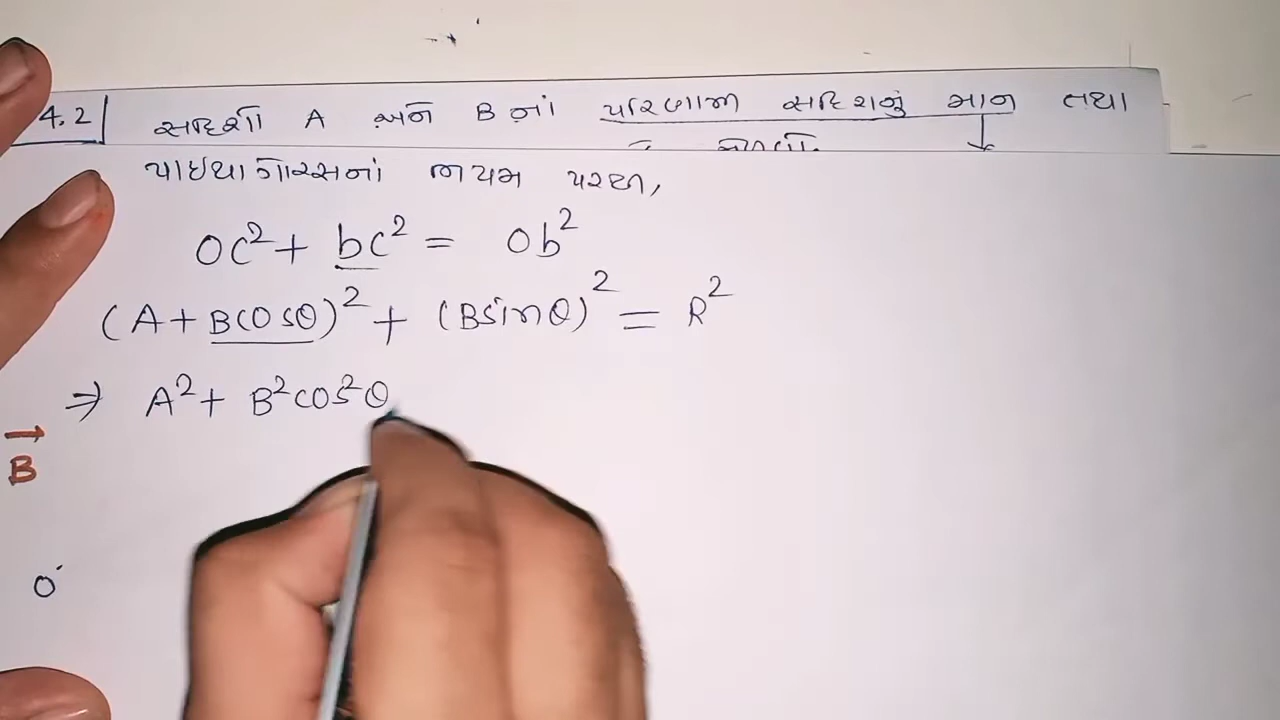 4.2 સદિશો A અને B નાં પરિણામી સદિશનું માન તથા
પાઇથાગોરસનાં નિયમ પરથી,
OC² + bc² = Ob²
(A + Bcosθ)² + (Bsinθ)² = R²
⇒ A² + B²cos²θ
B
O